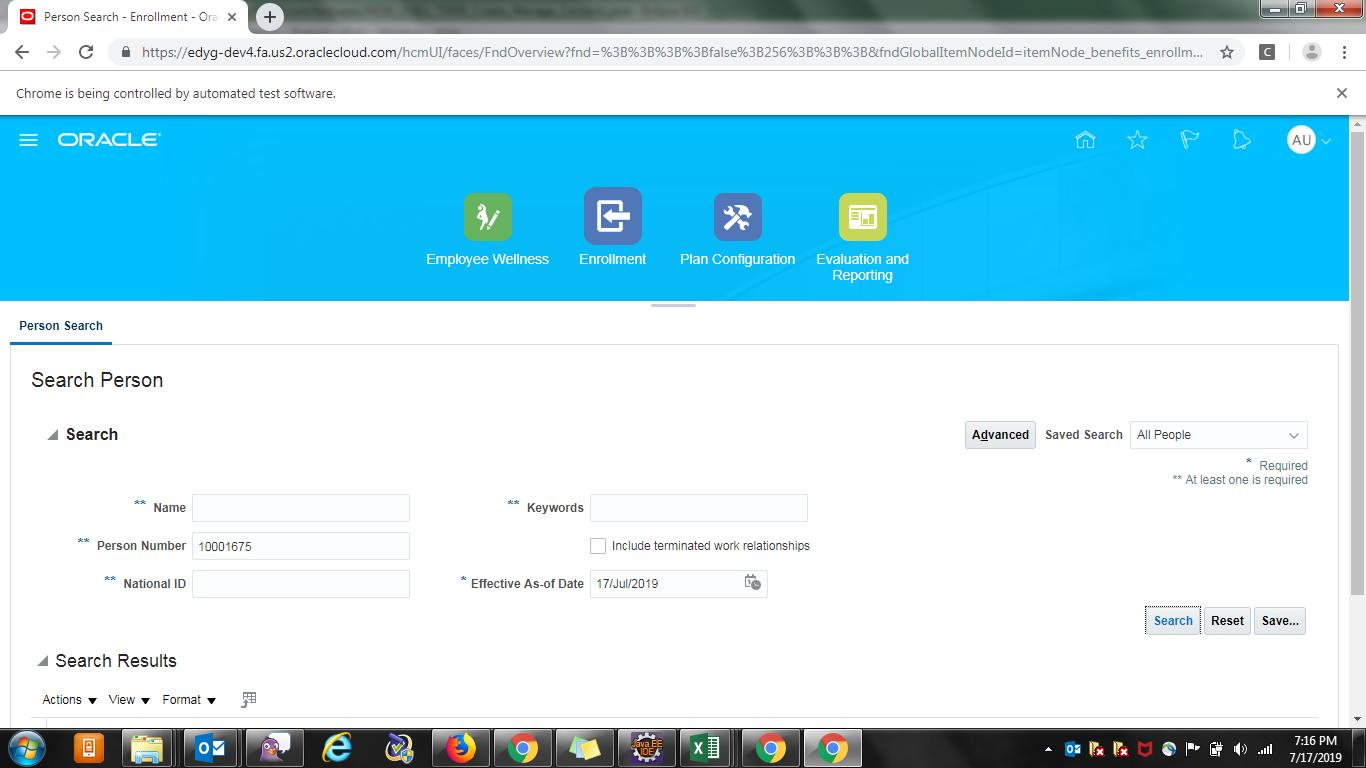 Person Search - Enrollment - Ora
https://edyg-dev4.fa.us2.oraclecloud.com/hcmUI/faces/FndOverview?fnd=%3B%3B%3B%3Bfalse%3B256%3B%3B%3B&fndGlobalItemNodeId=itemNode_benefits_enrollm...
C
Chrome is being controlled by automated test software.
ORACLE
AU
Employee Wellness
Enrollment
Plan Configuration
Evaluation and
Reporting
Person Search
Search Person
Search
Advanced
Saved Search
All People
* Required
** At least one is required
** Name
** Keywords
** Person Number 10001675
Include terminated work relationships
** National ID
* Effective As-of Date 17/Jul/2019
Search
Reset
Save...
Search Results
Actions
View
Format
Java EE
IDE
7:16 PM
7/17/2019